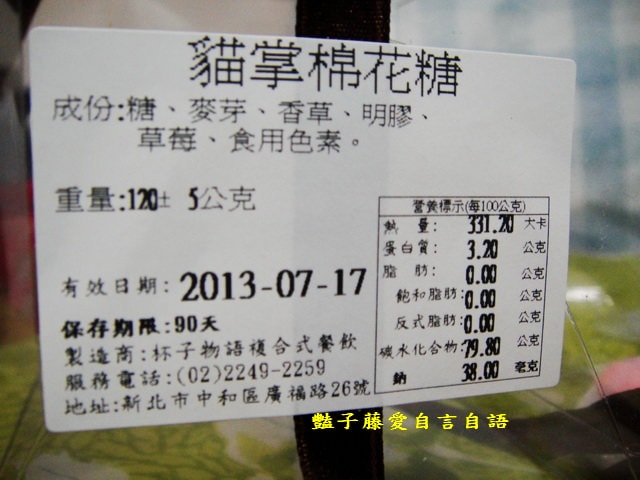 貓掌棉花糖
成份:糖、麥芽、香草、明膠、
草莓、食用色素。
重量:120± 5公克
有效日期: 2013-07-17
保存期限:90天
製造商:杯子物語複合式餐飲
服務電話:(02)2249-2259
地址:新北市中和區廣福路26號
營養標示(每100公克)
熱 量: 331.20 大卡
蛋白質: 3.20 公克
脂 肪: 0.00 公克
飽和脂肪: 0.00 公克
反式脂肪: 0.00 公克
碳水化合物: 79.80 公克
鈉 38.00 毫克
豔子藤愛自言自語